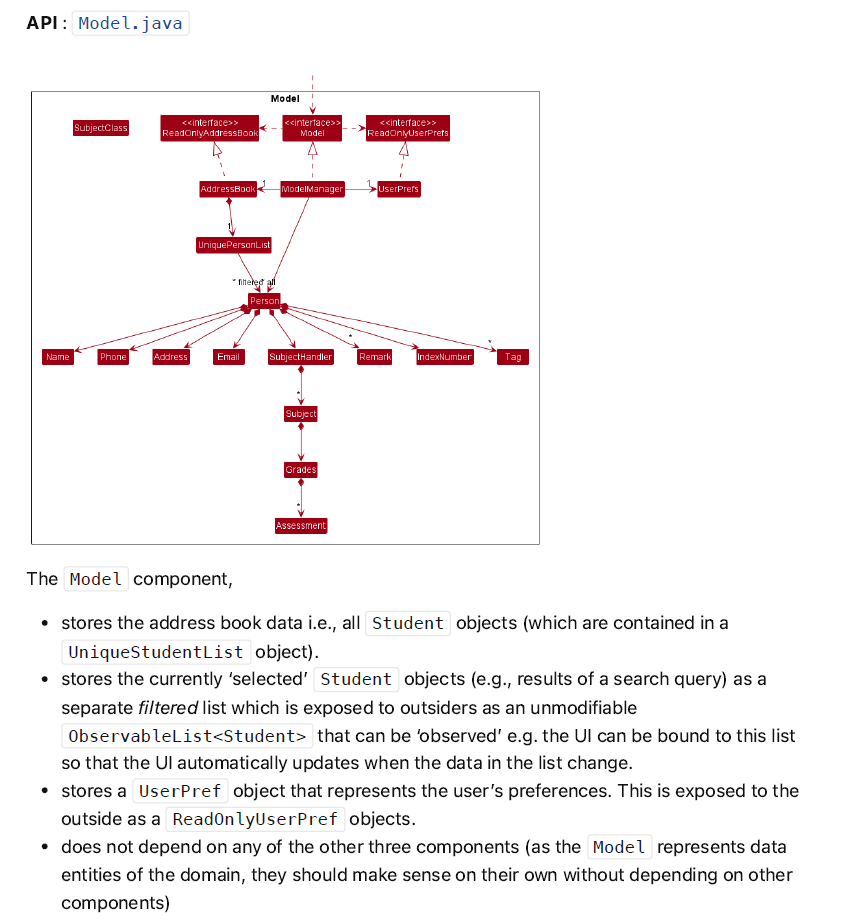 API : Model.java
Model
SubjectClass
<<interface>>
ReadOnlyAddressBook
<<interface>>
Model
<<interface>>
ReadOnlyUserPrefs
AddressBook
1
ModelManager
1
UserPrefs
1
UniquePersonList
* filtered
* all
Person
*
*
Name
Phone
Address
Email
SubjectHandler
Remark
IndexNumber
Tag
*
Subject
Grades
*
Assessment
The Model component,
• stores the address book data i.e., all Student objects (which are contained in a
UniqueStudentList object).
• stores the currently ‘selected’ Student objects (e.g., results of a search query) as a
separate filtered list which is exposed to outsiders as an unmodifiable
ObservableList<Student> that can be ‘observed’ e.g. the UI can be bound to this list
so that the UI automatically updates when the data in the list change.
• stores a UserPref object that represents the user’s preferences. This is exposed to the
outside as a ReadOnlyUserPref objects.
• does not depend on any of the other three components (as the Model represents data
entities of the domain, they should make sense on their own without depending on other
components)